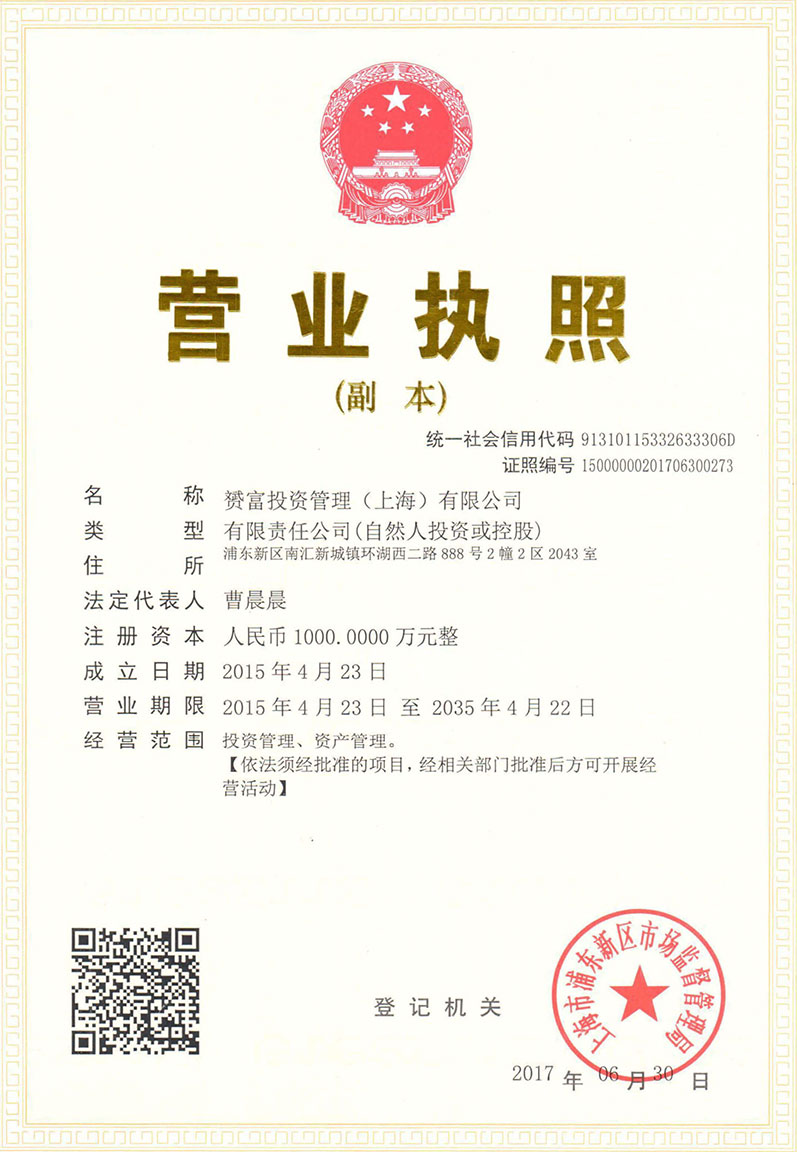 营业执照
(副 本)
统一社会信用代码 91310115332633306D
证照编号 15000000201706300273
名 称 赟富投资管理（上海）有限公司
类 型 有限责任公司(自然人投资或控股)
住 所 浦东新区南汇新城镇环湖西二路 888 号 2 幢 2 区 2043 室
法定代表人 曹晨晨
注 册 资 本 人民币 1000.0000 万元整
成 立 日 期 2015 年 4 月 23 日
营 业 期 限 2015 年 4 月 23 日 至 2035 年 4 月 22 日
经 营 范 围 投资管理、资产管理。
【依法须经批准的项目，经相关部门批准后方可开展经
营活动】
登 记 机 关
上海市浦东新区市场监督管理局
2017 年 06 月 30 日